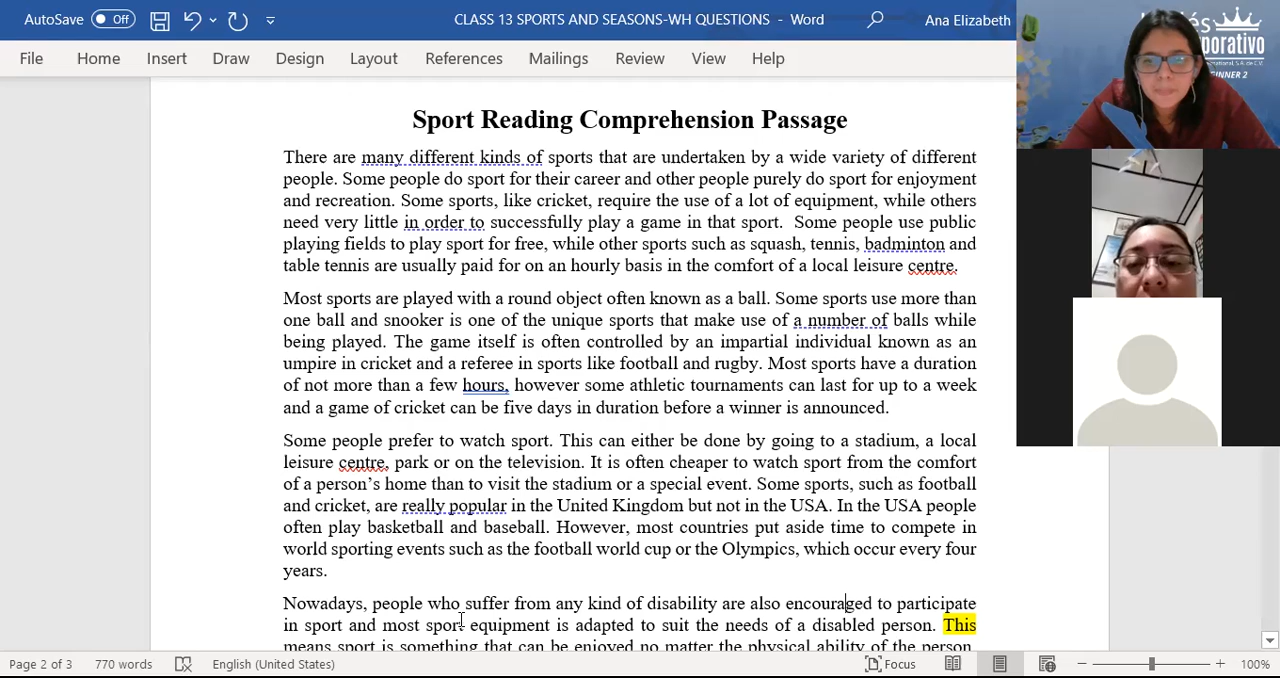 AutoSave Off CLASS 13 SPORTS AND SEASONS-WH QUESTIONS - Word Ana Elizabeth
File Home Insert Draw Design Layout References Mailings Review View Help
Sport Reading Comprehension Passage
There are many different kinds of sports that are undertaken by a wide variety of different
people. Some people do sport for their career and other people purely do sport for enjoyment
and recreation. Some sports, like cricket, require the use of a lot of equipment, while others
need very little in order to successfully play a game in that sport. Some people use public
playing fields to play sport for free, while other sports such as squash, tennis, badminton and
table tennis are usually paid for on an hourly basis in the comfort of a local leisure centre.
Most sports are played with a round object often known as a ball. Some sports use more than
one ball and snooker is one of the unique sports that make use of a number of balls while
being played. The game itself is often controlled by an impartial individual known as an
umpire in cricket and a referee in sports like football and rugby. Most sports have a duration
of not more than a few hours, however some athletic tournaments can last for up to a week
and a game of cricket can be five days in duration before a winner is announced.
Some people prefer to watch sport. This can either be done by going to a stadium, a local
leisure centre, park or on the television. It is often cheaper to watch sport from the comfort
of a person's home than to visit the stadium or a special event. Some sports, such as football
and cricket, are really popular in the United Kingdom but not in the USA. In the USA people
often play basketball and baseball. However, most countries put aside time to compete in
world sporting events such as the football world cup or the Olympics, which occur every four
years.
Nowadays, people who suffer from any kind of disability are also encouraged to participate
in sport and most sport equipment is adapted to suit the needs of a disabled person. This
means sport is something that can be enjoyed no matter the physical ability of the person.
Page 2 of 3 770 words English (United States) Focus 100%